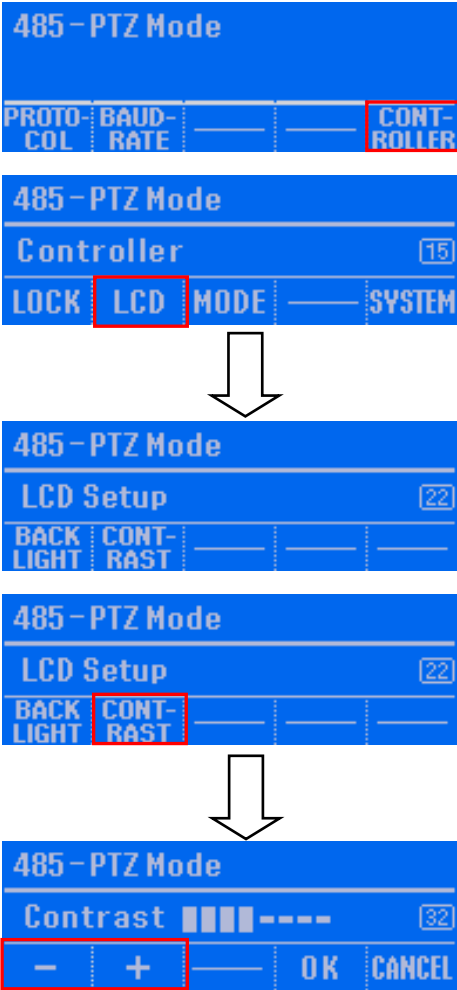 485-PTZ Mode
PROTO-COL BAUD-RATE CONT-ROLLER
485-PTZ Mode
Controller 15
LOCK LCD MODE SYSTEM
485-PTZ Mode
LCD Setup 22
BACK LIGHT CONT-RAST
485-PTZ Mode
LCD Setup 22
BACK LIGHT CONT-RAST
485-PTZ Mode
Contrast 32
- + OK CANCEL